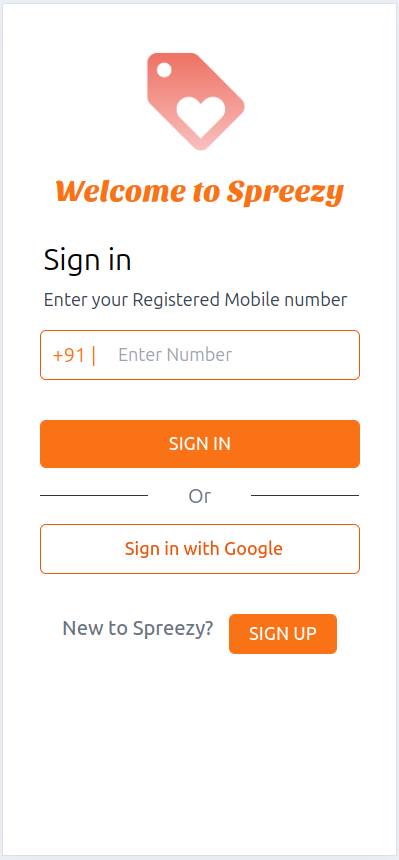 Welcome to Spreezy
Sign in
Enter your Registered Mobile number
+91 | Enter Number
SIGN IN
Or
Sign in with Google
New to Spreezy? SIGN UP